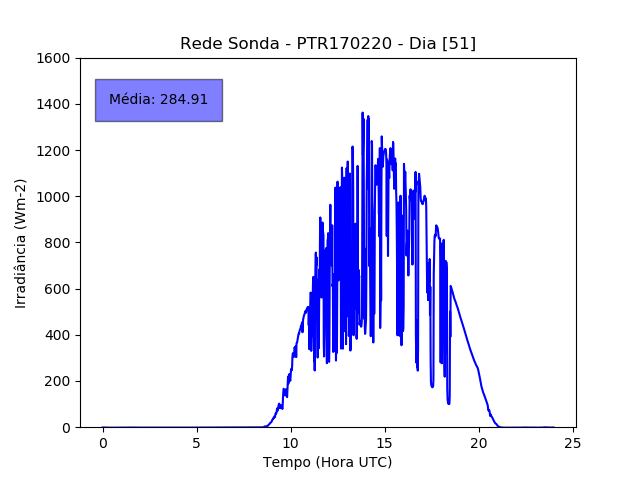 Rede Sonda - PTR170220 - Dia [51]
Média: 284.91
Irradiância (Wm-2)
1600
1400
1200
1000
800
600
400
200
0
0 5 10 15 20 25
Tempo (Hora UTC)